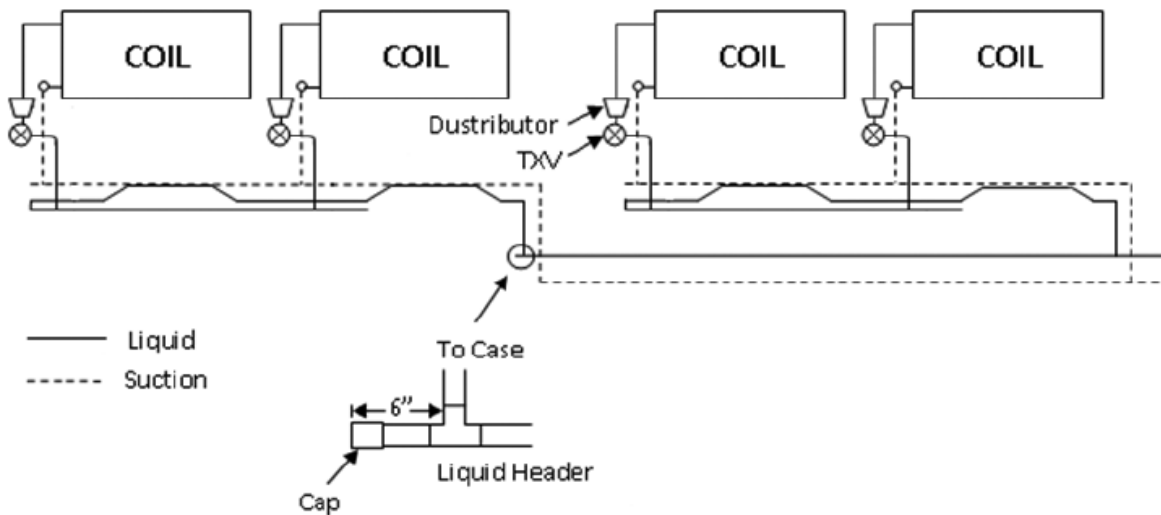 COIL
COIL
COIL
COIL
Dustributor
TXV
Liquid
Suction
To Case
6”
Liquid Header
Cap